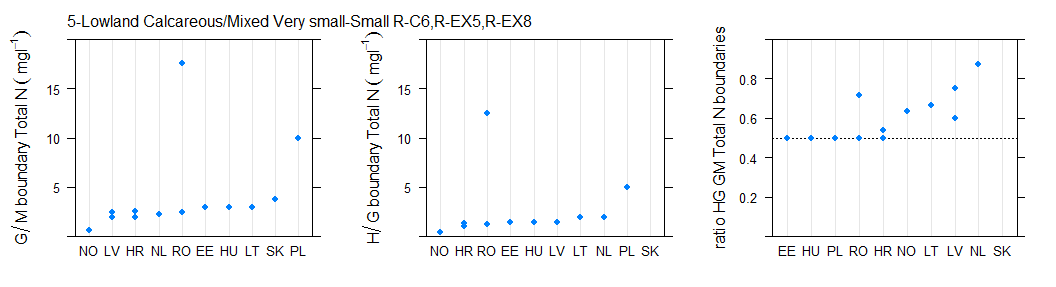 5-Lowland Calcareous/Mixed Very small-Small R-C6,R-EX5,R-EX8
G/M boundary Total N ( mgl⁻¹)
15
10
5
NO LV HR NL RO EE HU LT SK PL
H/G boundary Total N ( mgl⁻¹)
15
10
5
NO HR RO EE HU LV LT NL PL SK
ratio HG GM Total N boundaries
0.8
0.6
0.4
0.2
EE HU PL RO HR NO LT LV NL SK